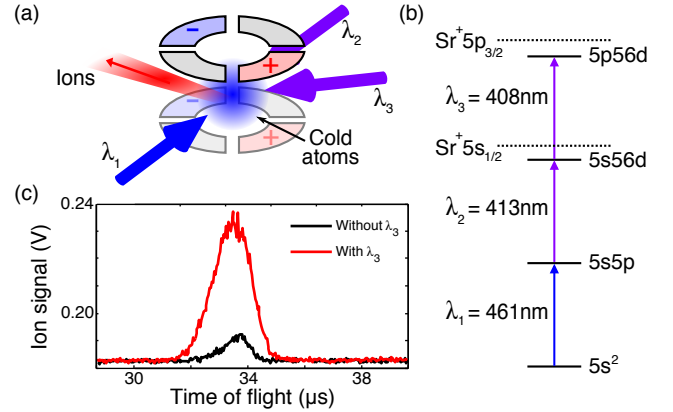 (a)
−
+
−
+
Ions
λ₂
λ₃
λ₁
Cold
atoms
(b)
Sr⁺5p₃/₂
5p56d
λ₃ = 408nm
Sr⁺5s₁/₂
5s56d
λ₂ = 413nm
5s5p
λ₁ = 461nm
5s²
(c)
0.24
0.20
Ion signal (V)
Without λ₃
With λ₃
30
34
38
Time of flight (μs)